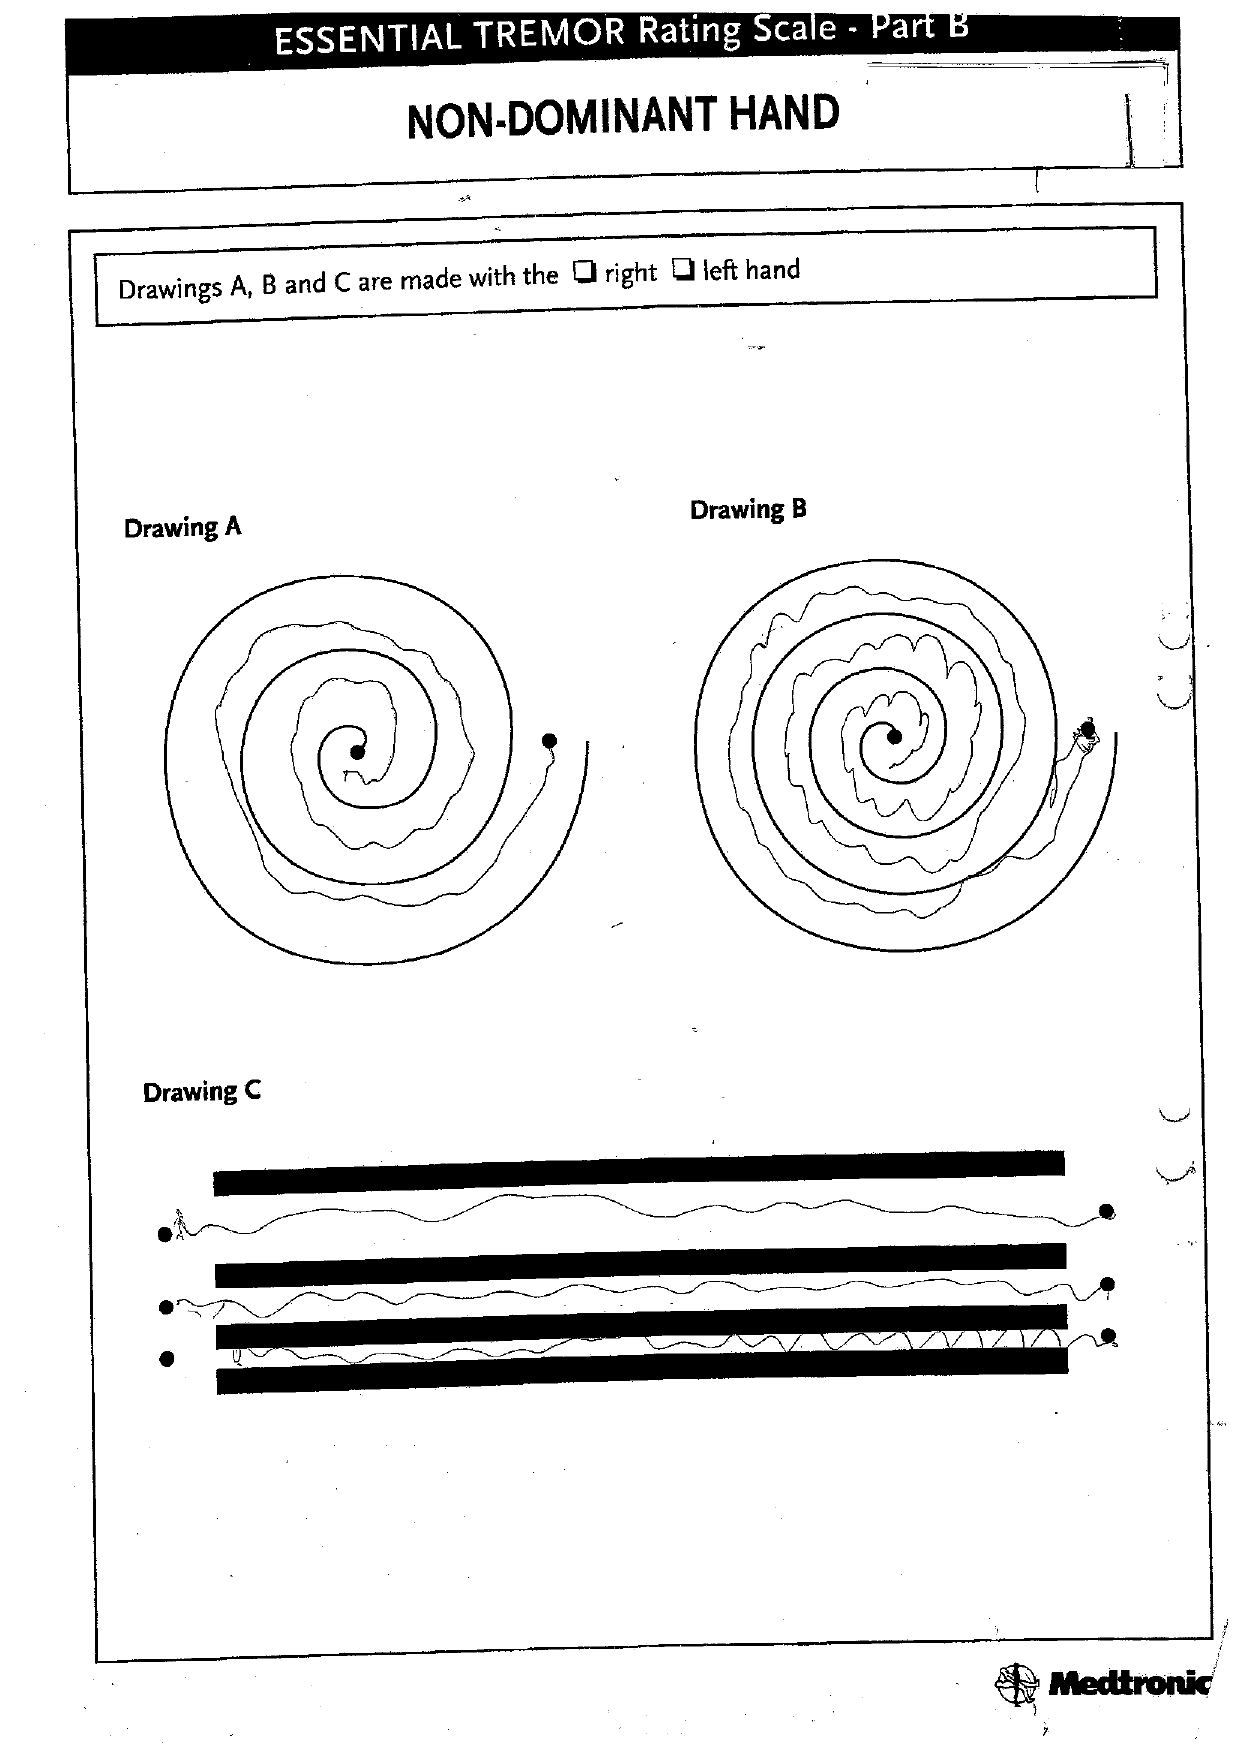 ESSENTIAL TREMOR Rating Scale - Part B
NON-DOMINANT HAND
Drawings A, B and C are made with the ❏ right ❏ left hand
Drawing A
Drawing B
Drawing C
Medtronic